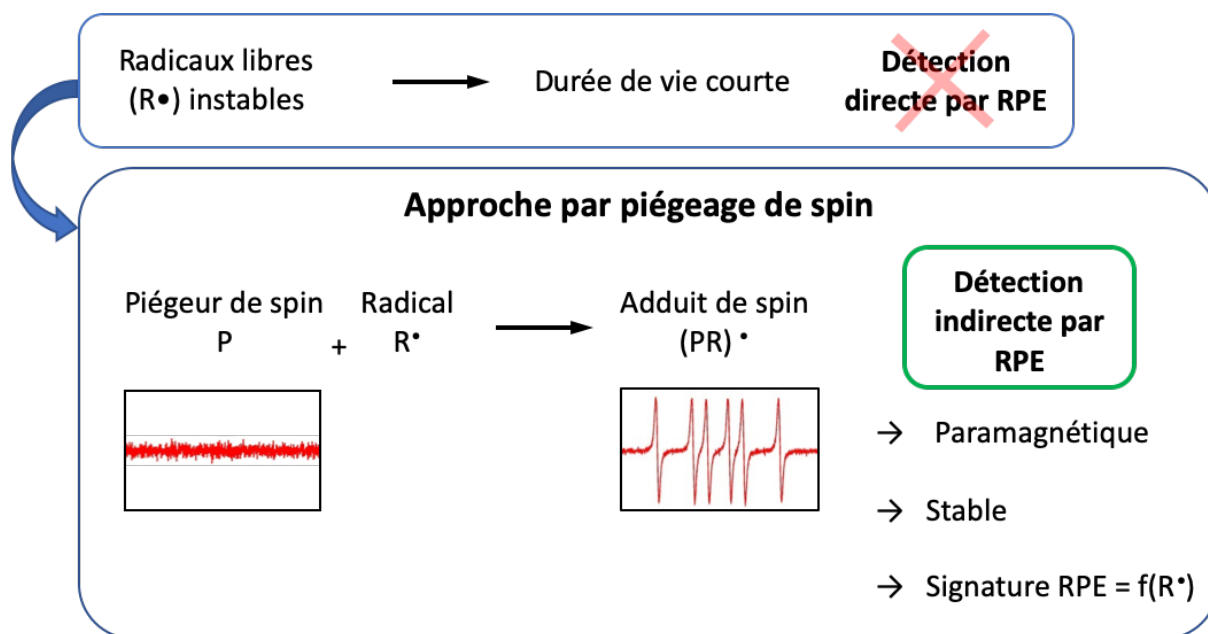 Radicaux libres
(R•) instables
Durée de vie courte
Détection
directe par RPE
Approche par piégeage de spin
Piégeur de spin
P
+
Radical
R•
Adduit de spin
(PR) •
Détection
indirecte par
RPE
→ Paramagnétique
→ Stable
→ Signature RPE = f(R•)